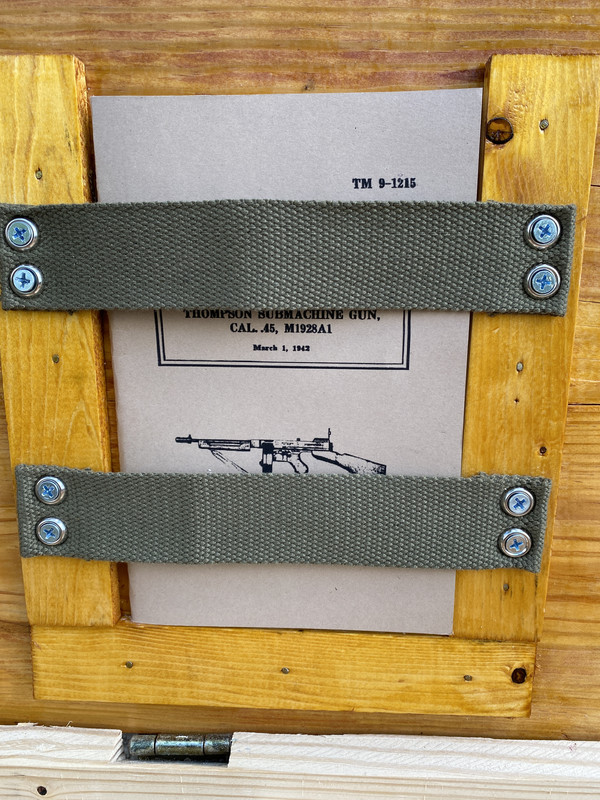 TM 9-1215
THOMPSON SUBMACHINE GUN,
CAL. .45, M1928A1
March 1, 1942